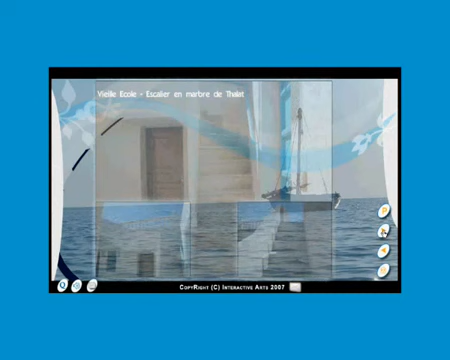 Vieille Ecole - Escalier en marbre de Thalat
CopyRight (C) Interactive Arts 2007